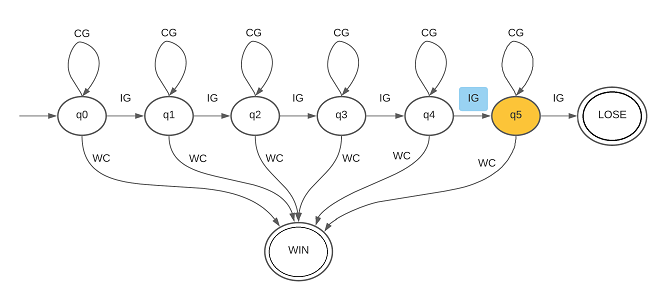 CG CG CG CG CG CG
IG IG IG IG IG IG
q0 q1 q2 q3 q4 q5 LOSE
WC WC WC WC WC WC
WIN